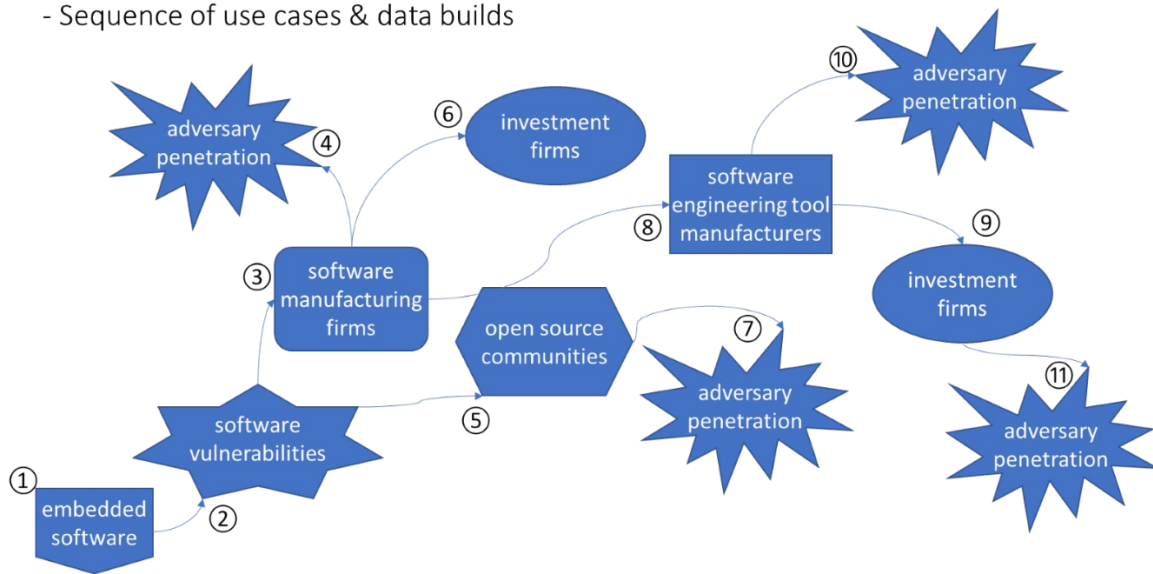 - Sequence of use cases & data builds
⑩
adversary
penetration
⑥
investment
firms
adversary
penetration
④
software
engineering tool
manufacturers
⑧
⑨
③
software
manufacturing
firms
investment
firms
open source
communities
⑦
⑪
adversary
penetration
⑤
software
vulnerabilities
adversary
penetration
①
embedded
software
②